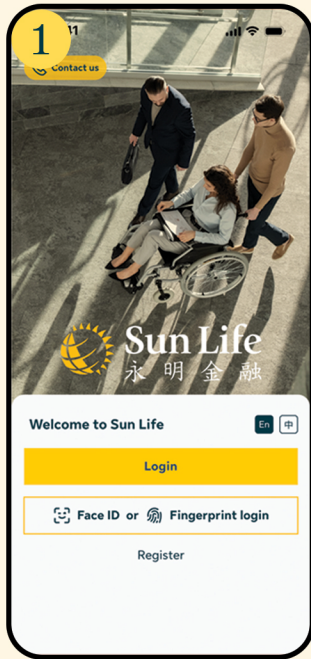 1
Contact us
Sun Life
永明金融
Welcome to Sun Life
En 中
Login
Face ID or Fingerprint login
Register